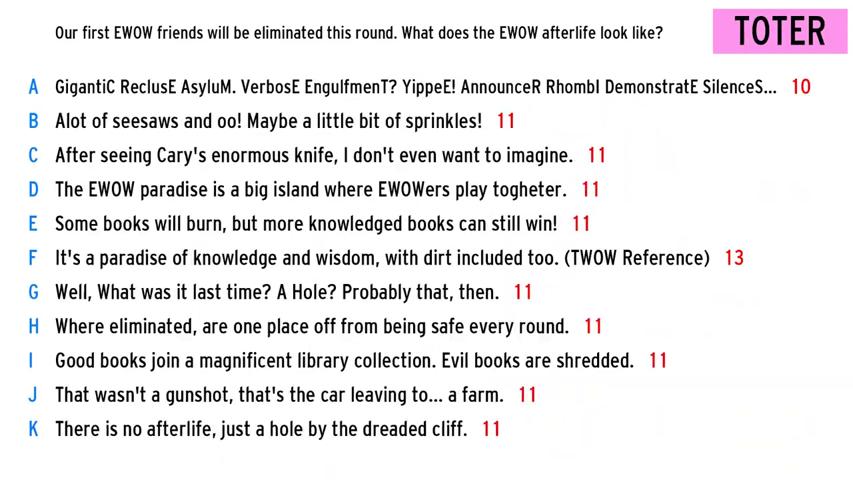 Our first EWOW friends will be eliminated this round. What does the EWOW afterlife look like?
TOTER
A GigantiC ReclusE AsyluM. VerbosE EngulfmenT? YippeE! AnnounceR RhombI DemonstratE SilenceS... 10
B Alot of seesaws and oo! Maybe a little bit of sprinkles! 11
C After seeing Cary's enormous knife, I don't even want to imagine. 11
D The EWOW paradise is a big island where EWOWers play togheter. 11
E Some books will burn, but more knowledged books can still win! 11
F It's a paradise of knowledge and wisdom, with dirt included too. (TWOW Reference) 13
G Well, What was it last time? A Hole? Probably that, then. 11
H Where eliminated, are one place off from being safe every round. 11
I Good books join a magnificent library collection. Evil books are shredded. 11
J That wasn't a gunshot, that's the car leaving to... a farm. 11
K There is no afterlife, just a hole by the dreaded cliff. 11